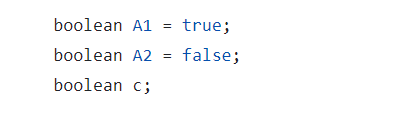 boolean A1 = true;
boolean A2 = false;
boolean c;